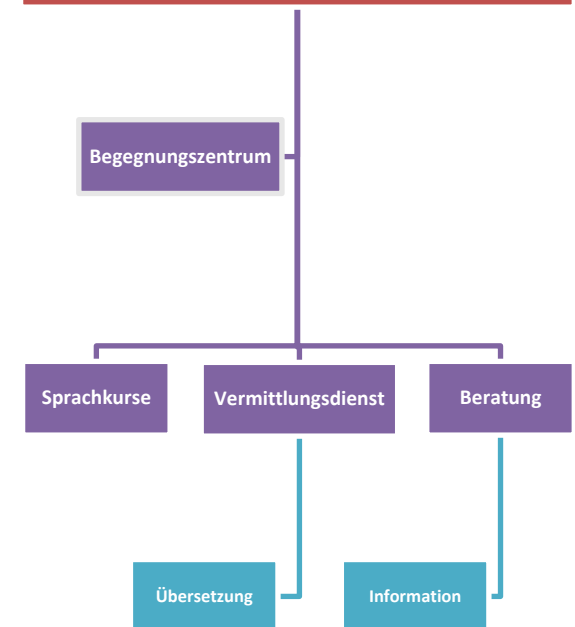 Begegnungszentrum
Sprachkurse
Vermittlungsdienst
Beratung
Übersetzung
Information